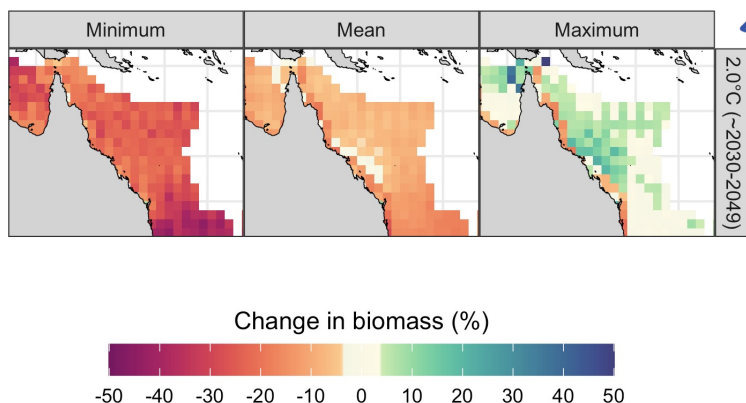 Minimum
Mean
Maximum
2.0°C (~2030-2049)
Change in biomass (%)
-50 -40 -30 -20 -10 0 10 20 30 40 50